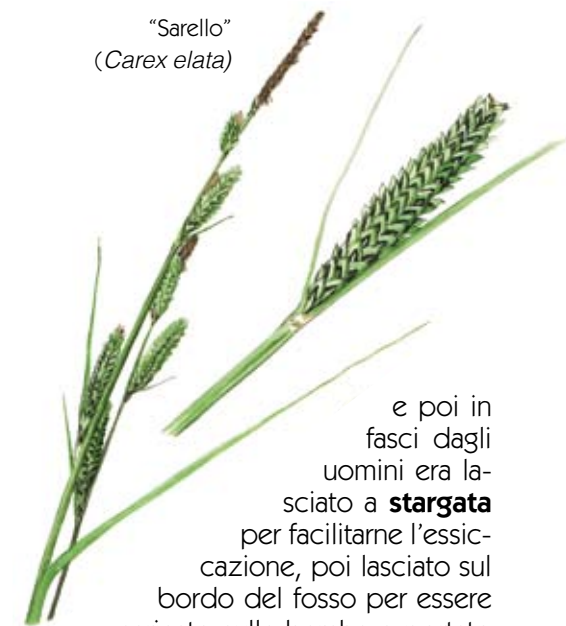 “Sarello”
(Carex elata)
e poi in
fasci dagli
uomini era la-
sciato a stargata
per facilitarne l’essic-
cazione, poi lasciato sul
bordo del fosso per essere